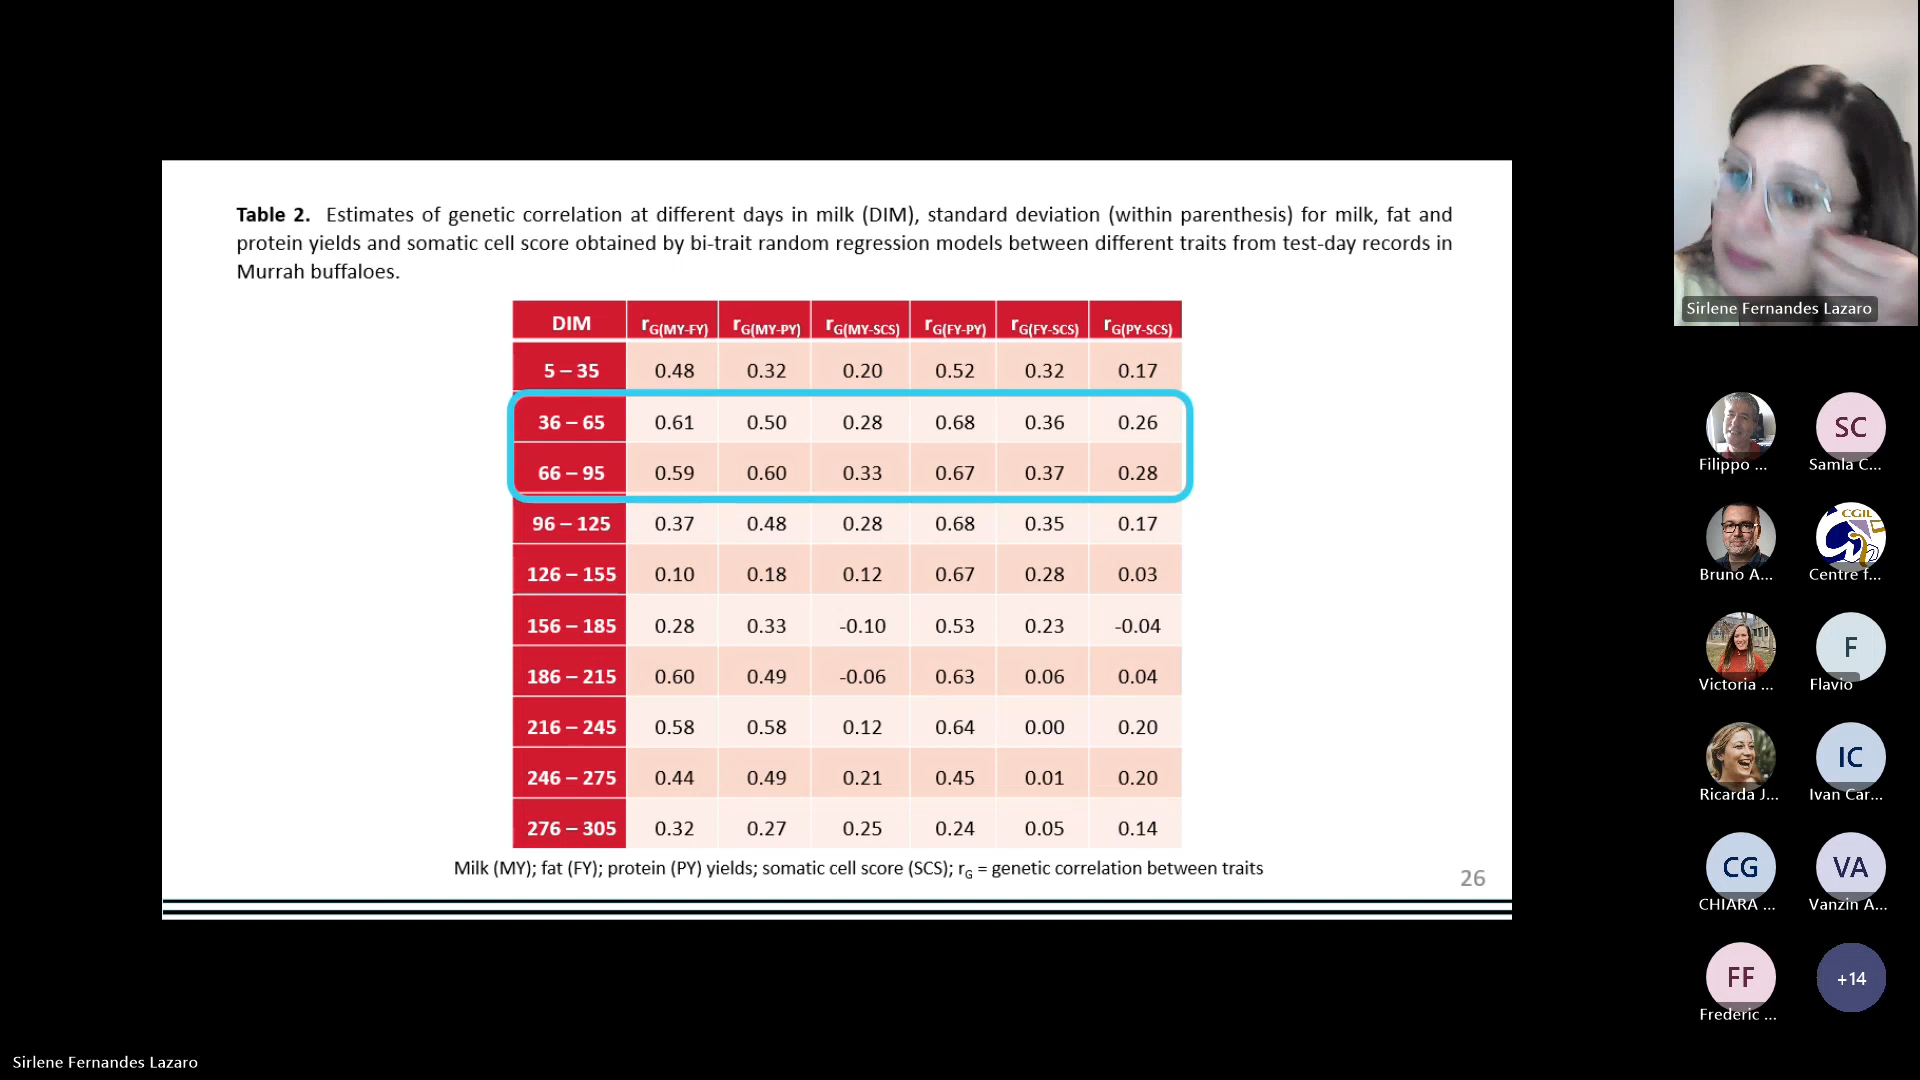 Table 2. Estimates of genetic correlation at different days in milk (DIM), standard deviation (within parenthesis) for milk, fat and
protein yields and somatic cell score obtained by bi-trait random regression models between different traits from test-day records in
Murrah buffaloes.
DIM rG(MY-FY) rG(MY-PY) rG(MY-SCS) rG(FY-PY) rG(FY-SCS) rG(PY-SCS)
5 – 35 0.48 0.32 0.20 0.52 0.32 0.17
36 – 65 0.61 0.50 0.28 0.68 0.36 0.26
66 – 95 0.59 0.60 0.33 0.67 0.37 0.28
96 – 125 0.37 0.48 0.28 0.68 0.35 0.17
126 – 155 0.10 0.18 0.12 0.67 0.28 0.03
156 – 185 0.28 0.33 -0.10 0.53 0.23 -0.04
186 – 215 0.60 0.49 -0.06 0.63 0.06 0.04
216 – 245 0.58 0.58 0.12 0.64 0.00 0.20
246 – 275 0.44 0.49 0.21 0.45 0.01 0.20
276 – 305 0.32 0.27 0.25 0.24 0.05 0.14
Milk (MY); fat (FY); protein (PY) yields; somatic cell score (SCS); rG = genetic correlation between traits
26
Sirlene Fernandes Lazaro
SC
Filippo ... Samla C...
CGIL
Bruno A... Centre f...
F
Victoria ... Flavio
IC
Ricarda J... Ivan Car...
CG VA
CHIARA ... Vanzin A...
FF +14
Frederic ...
Sirlene Fernandes Lazaro